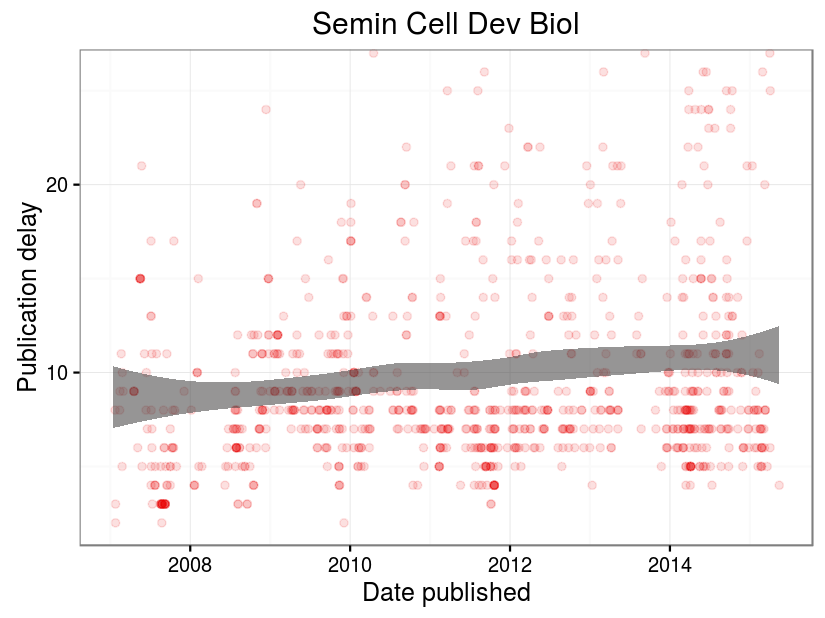 Semin Cell Dev Biol
Publication delay
20
10
2008 2010 2012 2014
Date published